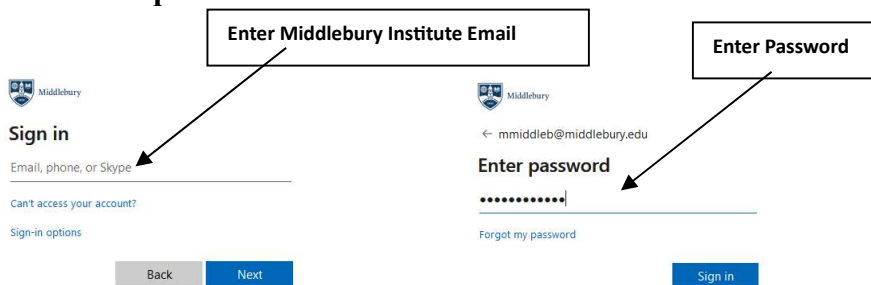 Enter Middlebury Institute Email
Enter Password
Middlebury
Sign in
Email, phone, or Skype
Can't access your account?
Sign-in options
Back
Next
Middlebury
← mmiddleb@middlebury.edu
Enter password
••••••••••••
Forgot my password
Sign in